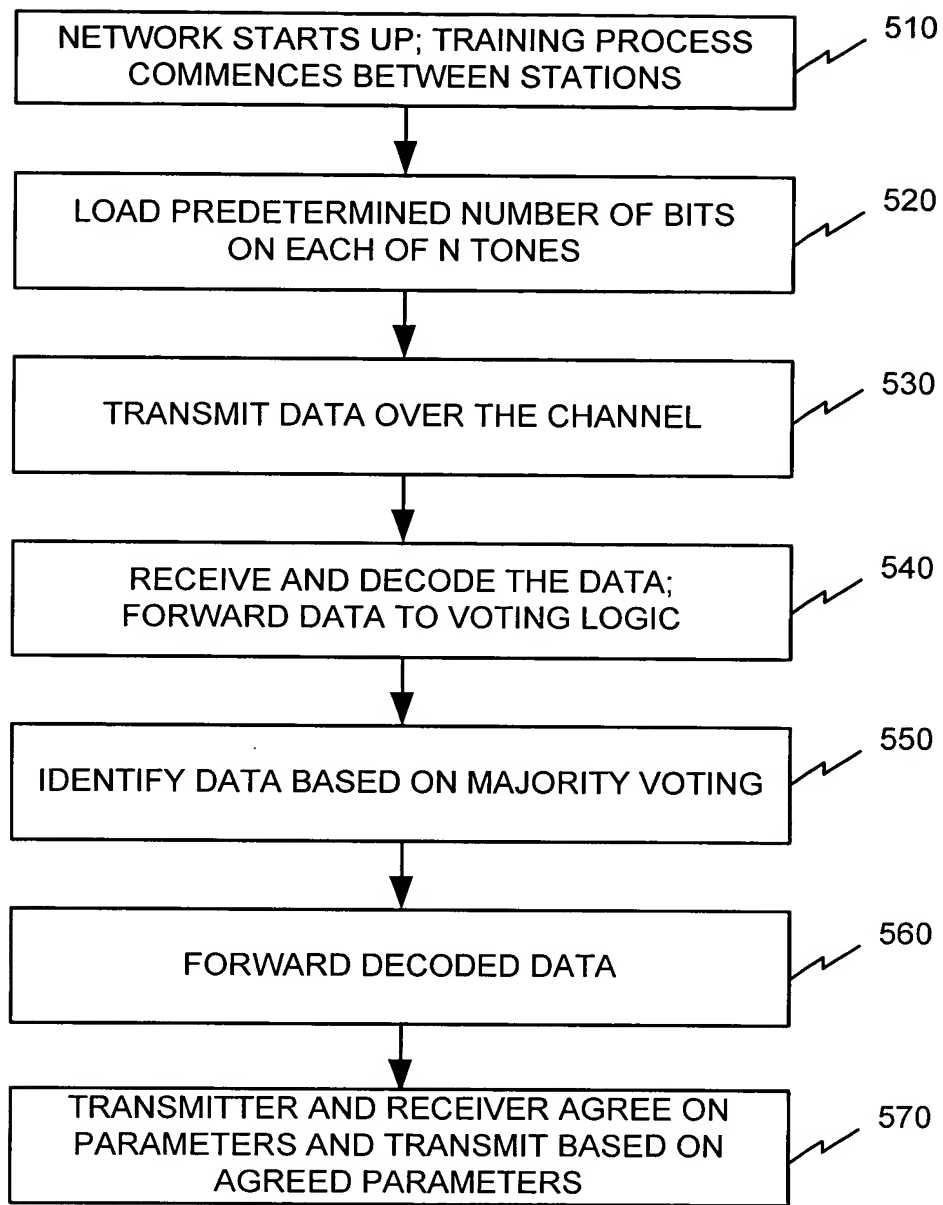 NETWORK STARTS UP; TRAINING PROCESS
COMMENCES BETWEEN STATIONS
510
LOAD PREDETERMINED NUMBER OF BITS
ON EACH OF N TONES
520
TRANSMIT DATA OVER THE CHANNEL
530
RECEIVE AND DECODE THE DATA;
FORWARD DATA TO VOTING LOGIC
540
IDENTIFY DATA BASED ON MAJORITY VOTING
550
FORWARD DECODED DATA
560
TRANSMITTER AND RECEIVER AGREE ON
PARAMETERS AND TRANSMIT BASED ON
AGREED PARAMETERS
570